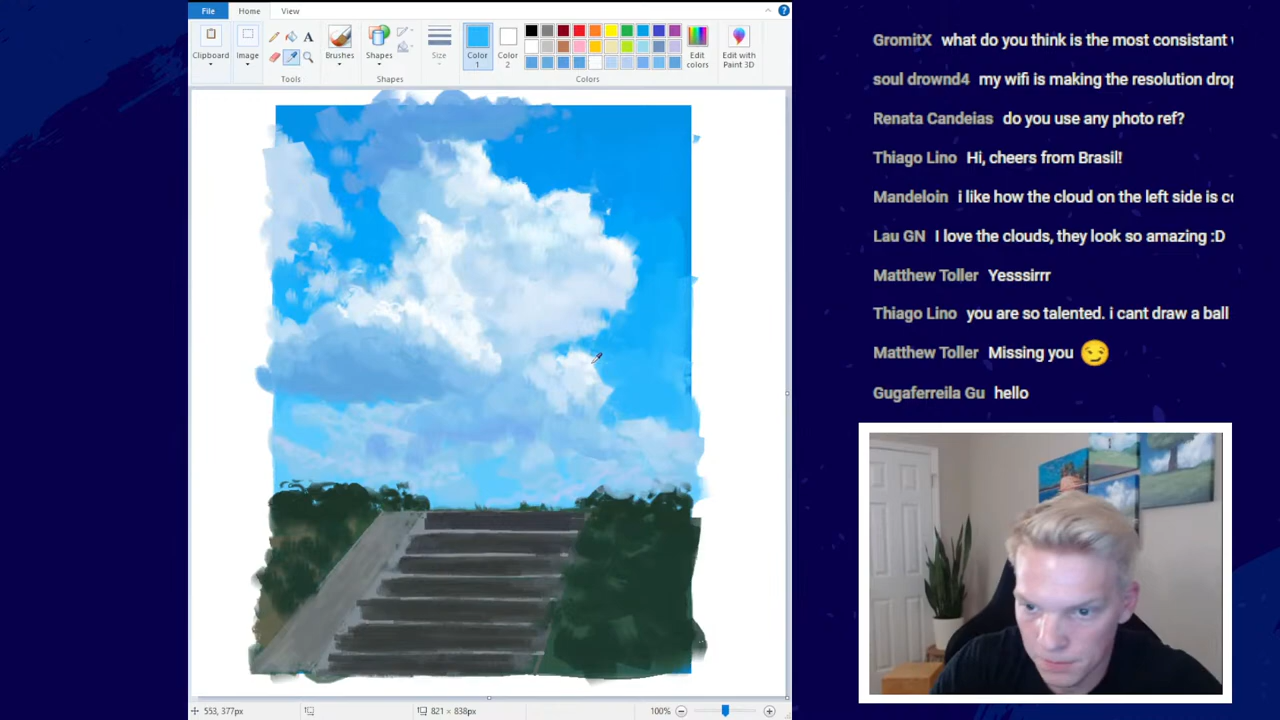 File
Home
View
Clipboard
Image
Tools
Brushes
Shapes
Shapes
Size
Color
1
Color
2
Edit
colors
Colors
Edit with
Paint 3D
GromitX what do you think is the most consistant
soul drownd4 my wifi is making the resolution drop
Renata Candeias do you use any photo ref?
Thiago Lino Hi, cheers from Brasil!
Mandeloin i like how the cloud on the left side is
Lau GN I love the clouds, they look so amazing :D
Matthew Toller Yesssirrr
Thiago Lino you are so talented. i cant draw a ball
Matthew Toller Missing you 😏
Gugaferreila Gu hello
553, 377px
821 × 838px
100%